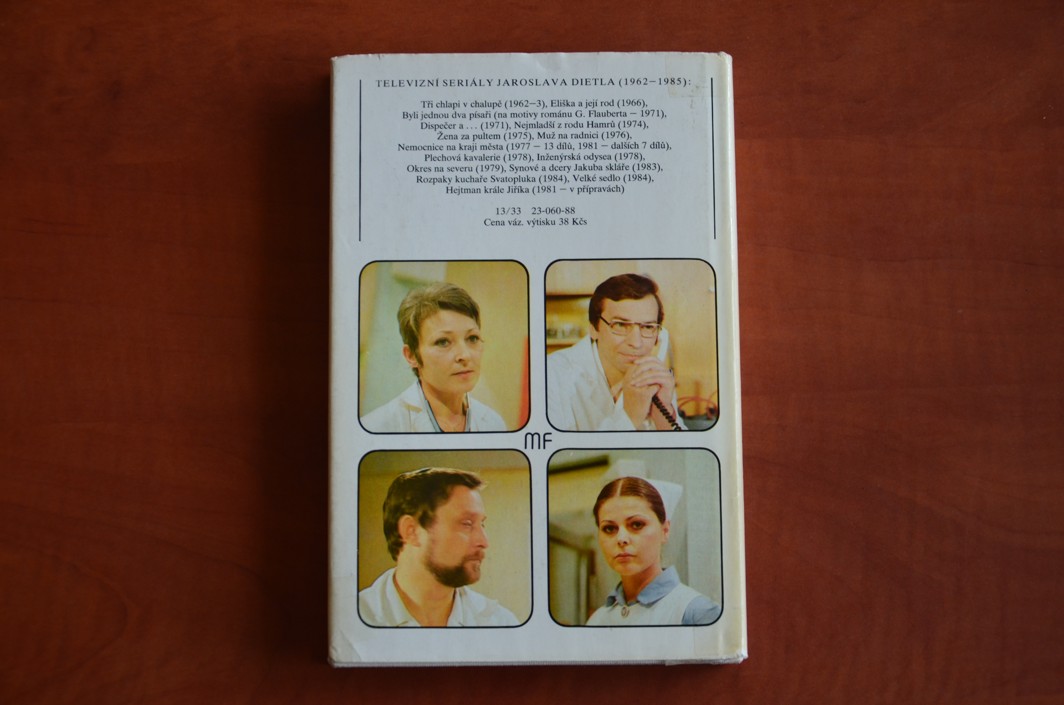 TELEVIZNÍ SERIÁLY JAROSLAVA DIETLA (1962–1985):
Tři chlapi v chalupě (1962–3), Eliška a její rod (1966),
Byli jednou dva písaři (na motivy románu G. Flauberta – 1971),
Dispečer a . . . (1971), Nejmladší z rodu Hamrů (1974),
Žena za pultem (1975), Muž na radnici (1976),
Nemocnice na kraji města (1977 – 13 dílů, 1981 – dalších 7 dílů),
Plechová kavalerie (1978), Inženýrská odysea (1978),
Okres na severu (1979), Synové a dcery Jakuba skláře (1983),
Rozpaky kuchaře Svatopluka (1984), Velké sedlo (1984),
Hejtman krále Jiříka (1981 – v přípravách)
13/33 23-060-88
Cena váz. výtisku 38 Kčs
MF